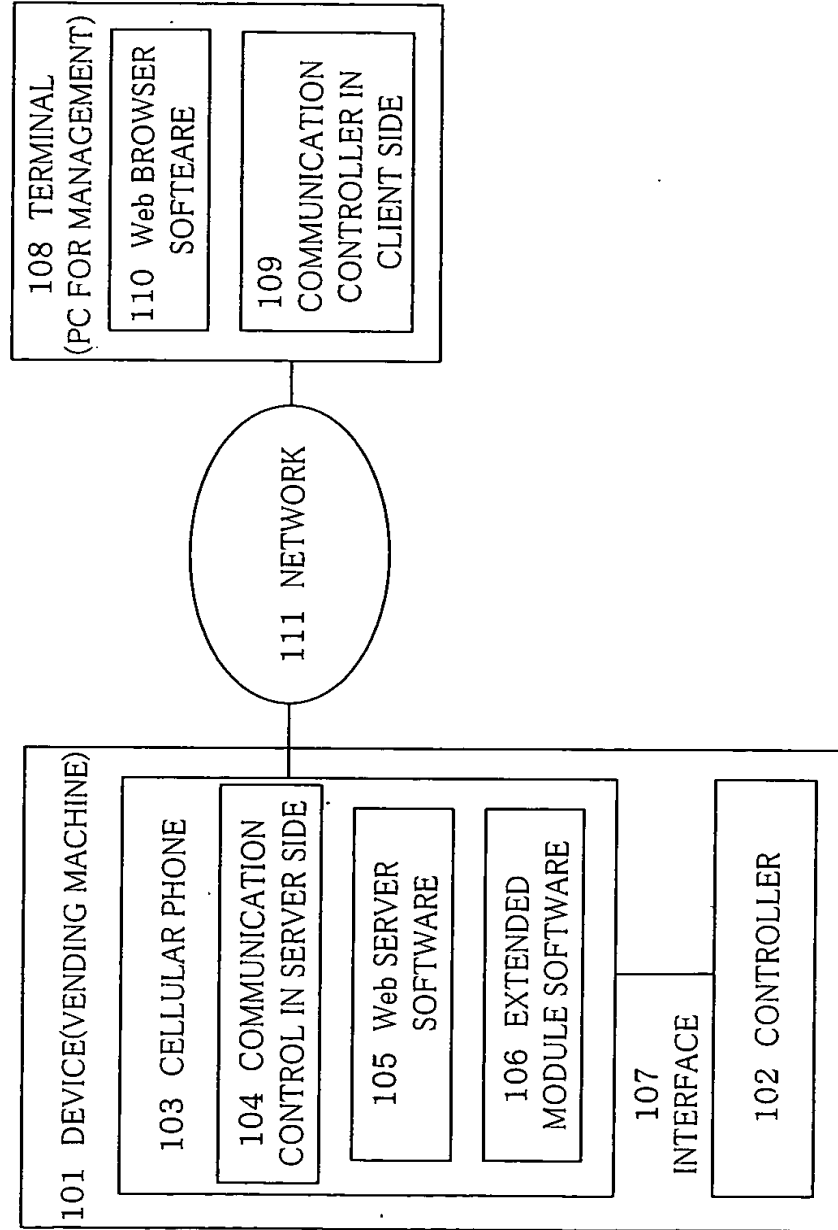 101 DEVICE(VENDING MACHINE)
103 CELLULAR PHONE
104 COMMUNICATION
CONTROL IN SERVER SIDE
105 Web SERVER
SOFTWARE
106 EXTENDED
MODULE SOFTWARE
107
INTERFACE
102 CONTROLLER
111 NETWORK
108 TERMINAL
(PC FOR MANAGEMENT)
110 Web BROWSER
SOFTEARE
109
COMMUNICATION
CONTROLLER IN
CLIENT SIDE